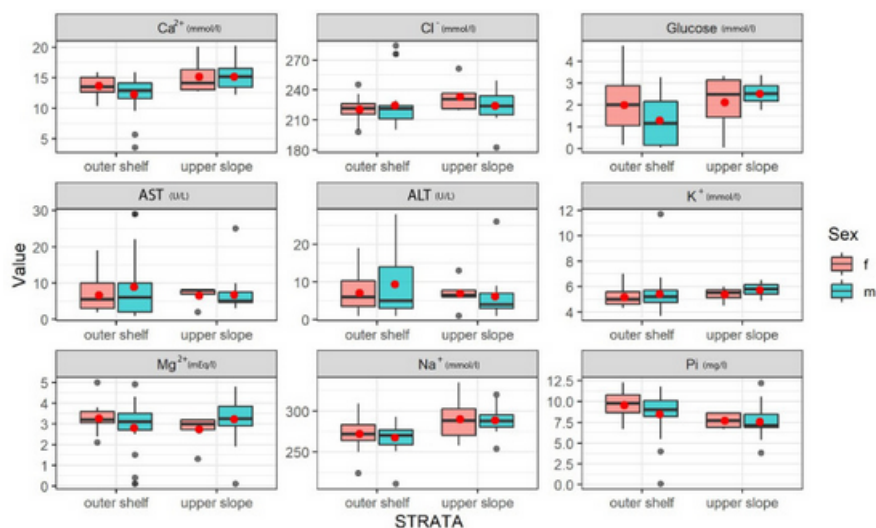 Ca²⁺ (mmol/l)
Cl⁻ (mmol/l)
Glucose (mmol/l)
20
15
10
5
270
240
210
180
4
3
2
1
0
outer shelf upper slope
outer shelf upper slope
outer shelf upper slope
AST (U/L)
ALT (U/L)
K⁺ (mmol/l)
30
20
10
0
20
10
0
12
10
8
6
4
outer shelf upper slope
outer shelf upper slope
outer shelf upper slope
Mg²⁺ (mEq/l)
Na⁺ (mmol/l)
Pi (mg/l)
5
4
3
2
1
0
300
250
12.5
10.0
7.5
5.0
2.5
0.0
outer shelf upper slope
outer shelf upper slope
outer shelf upper slope
Value
STRATA
Sex
f
m